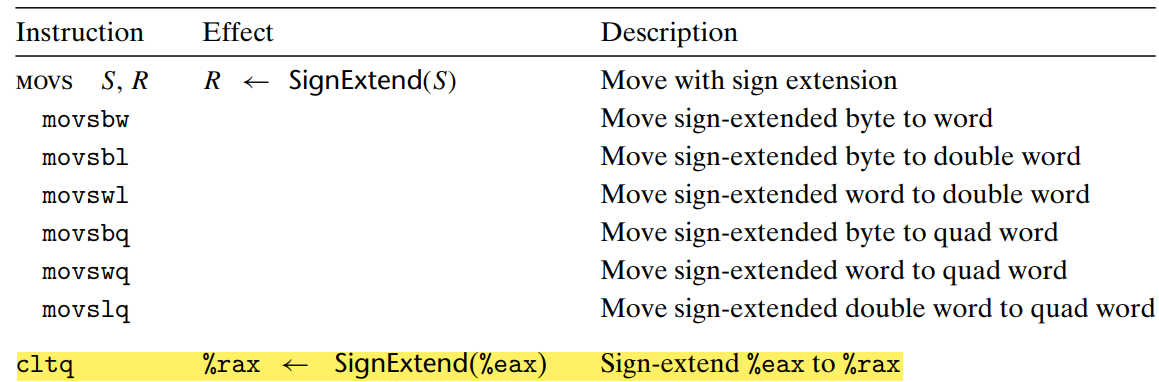 Instruction Effect Description
MOVS S, R R ← SignExtend(S) Move with sign extension
movsbw Move sign-extended byte to word
movsbl Move sign-extended byte to double word
movswl Move sign-extended word to double word
movsbq Move sign-extended byte to quad word
movswq Move sign-extended word to quad word
movslq Move sign-extended double word to quad word
cltq %rax ← SignExtend(%eax) Sign-extend %eax to %rax